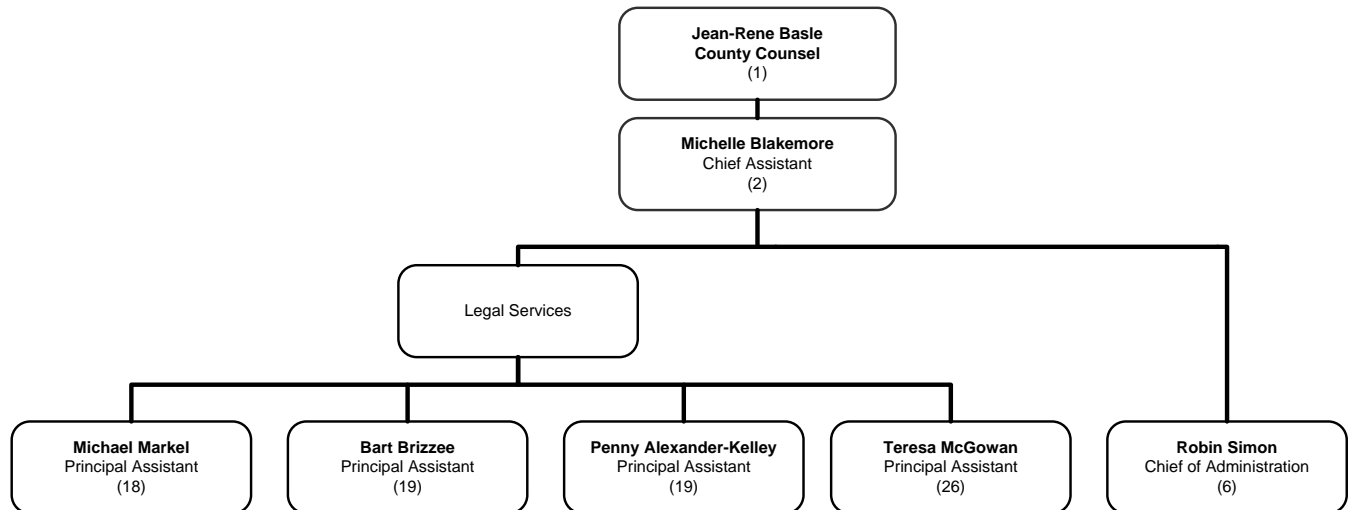 Jean-Rene Basle
County Counsel
(1)
Michelle Blakemore
Chief Assistant
(2)
Legal Services
Michael Markel
Principal Assistant
(18)
Bart Brizzee
Principal Assistant
(19)
Penny Alexander-Kelley
Principal Assistant
(19)
Teresa McGowan
Principal Assistant
(26)
Robin Simon
Chief of Administration
(6)